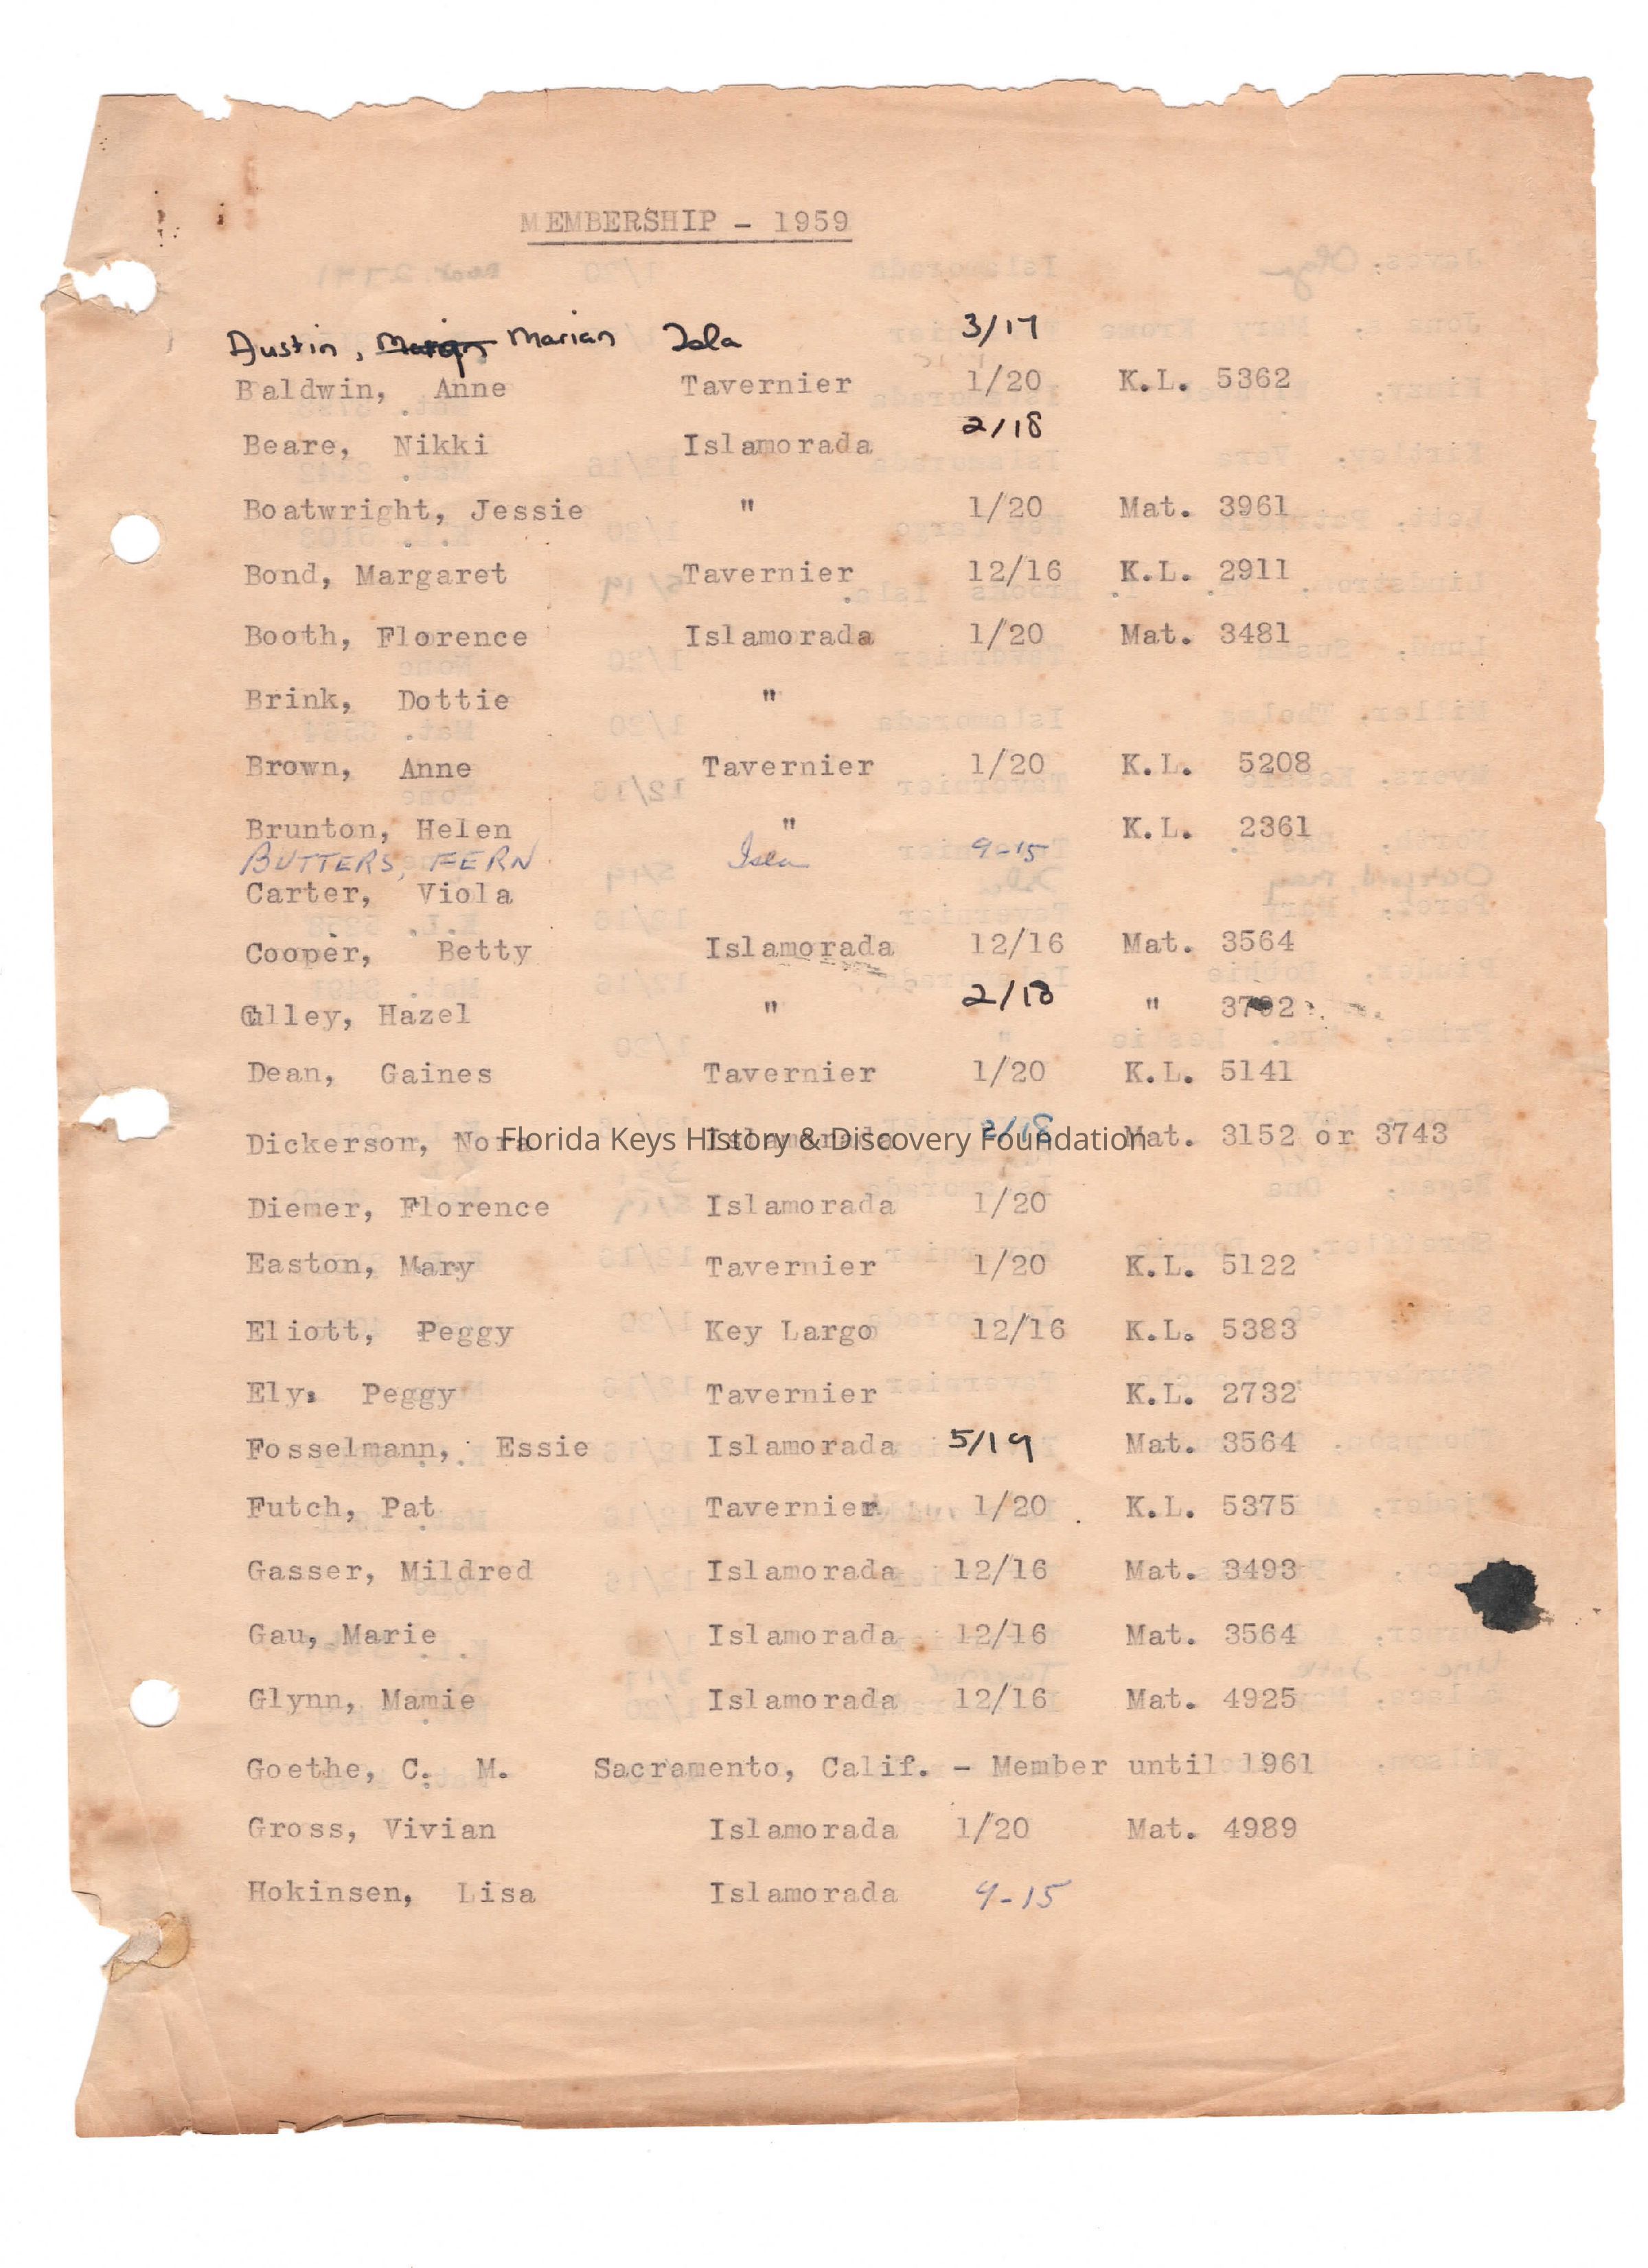 MEMBERSHIP - 1959
Austin, Marian Isla 3/17
Baldwin, Anne Tavernier 1/20 K.L. 5362
Beare, Nikki Islamorada 2/18
Boatwright, Jessie " 1/20 Mat. 3961
Bond, Margaret Tavernier 12/16 K.L. 2911
Booth, Florence Islamorada 1/20 Mat. 3481
Brink, Dottie "
Brown, Anne Tavernier 1/20 K.L. 5208
Brunton, Helen " K.L. 2361
BUTTERS, FERN Isla 9-15
Carter, Viola
Cooper, Betty Islamorada 12/16 Mat. 3564
Culley, Hazel " 2/18 "
Dean, Gaines Tavernier 1/20 K.L. 5141
Dickerson, Nora Islamorada 2/18 Mat. 3152 or 3743
Florida Keys History & Discovery Foundation
Diemer, Florence Islamorada 1/20
Easton, Mary Tavernier 1/20 K.L. 5122
Eliott, Peggy Key Largo 12/16 K.L. 5383
Ely, Peggy Tavernier K.L. 2732
Fosselmann, Essie Islamorada 5/19 Mat. 3564
Futch, Pat Tavernier 1/20 K.L. 5375
Gasser, Mildred Islamorada 12/16 Mat. 3493
Gau, Marie Islamorada 12/16 Mat. 3564
Glynn, Mamie Islamorada 12/16 Mat. 4925
Goethe, C. M. Sacramento, Calif. - Member until 1961
Gross, Vivian Islamorada 1/20 Mat. 4989
Hokinsen, Lisa Islamorada 9-15